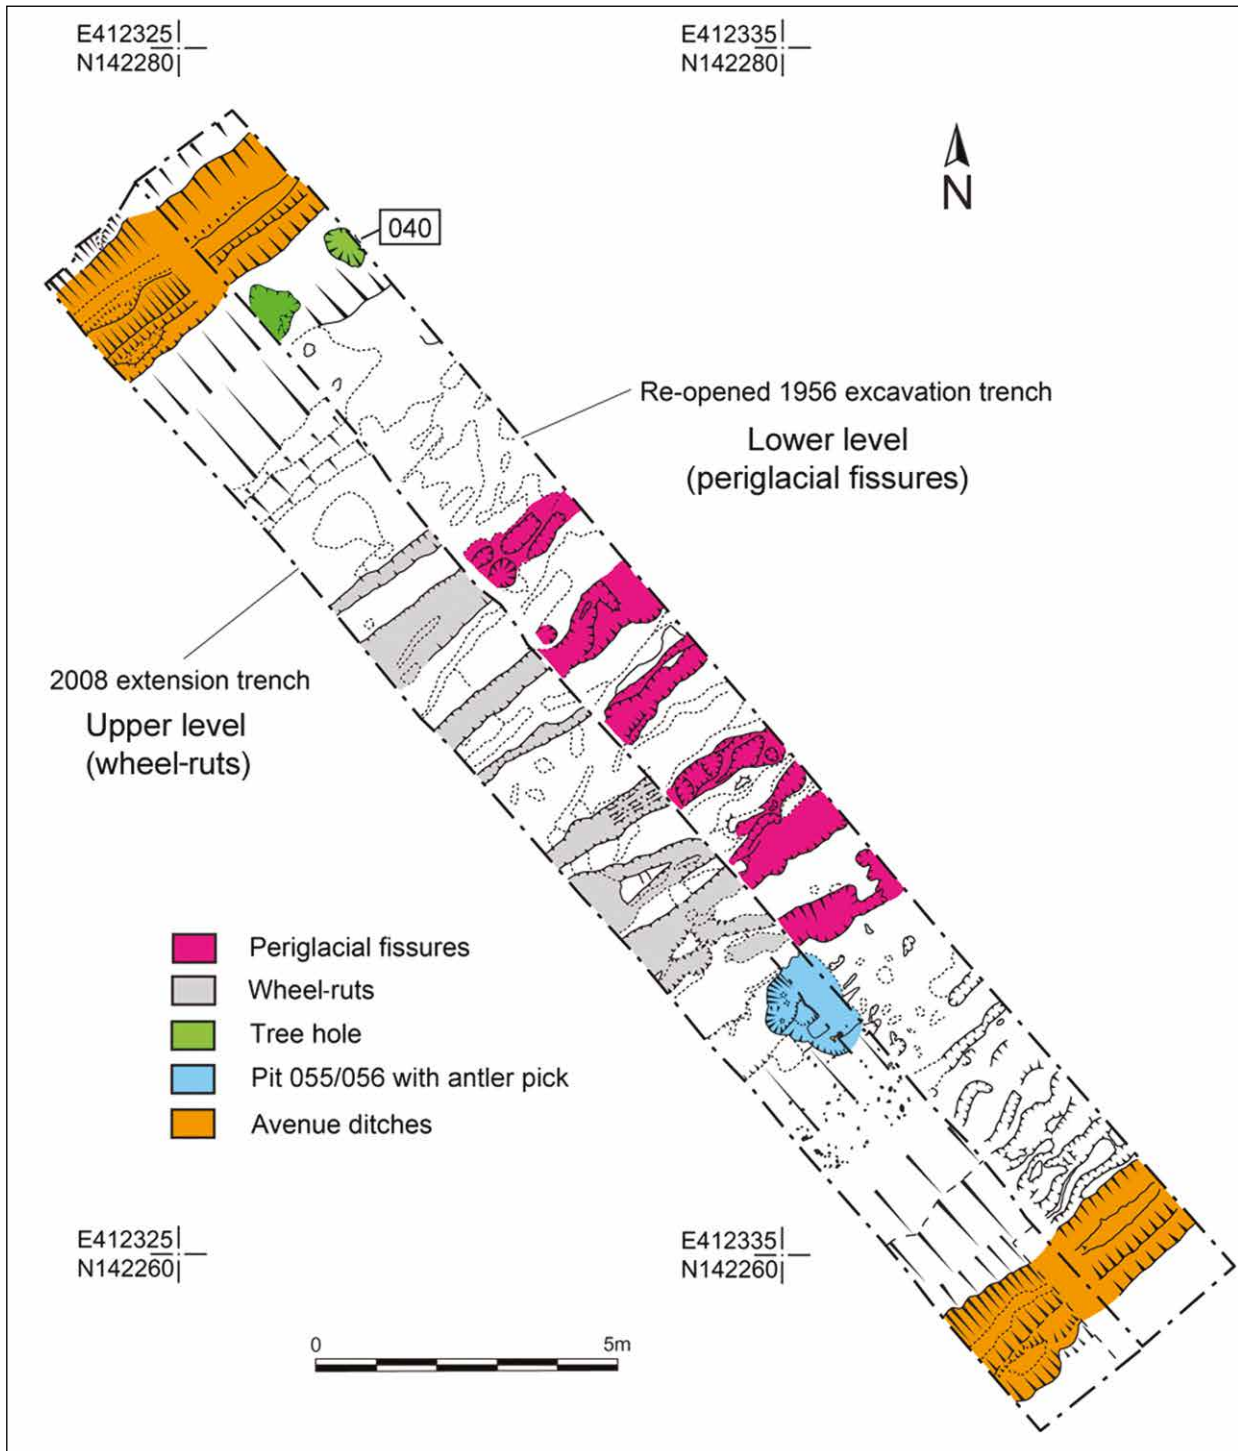 E412325
N142280
E412335
N142280
N
040
Re-opened 1956 excavation trench
Lower level
(periglacial fissures)
2008 extension trench
Upper level
(wheel-ruts)
Periglacial fissures
Wheel-ruts
Tree hole
Pit 055/056 with antler pick
Avenue ditches
E412325
N142260
E412335
N142260
0 5m